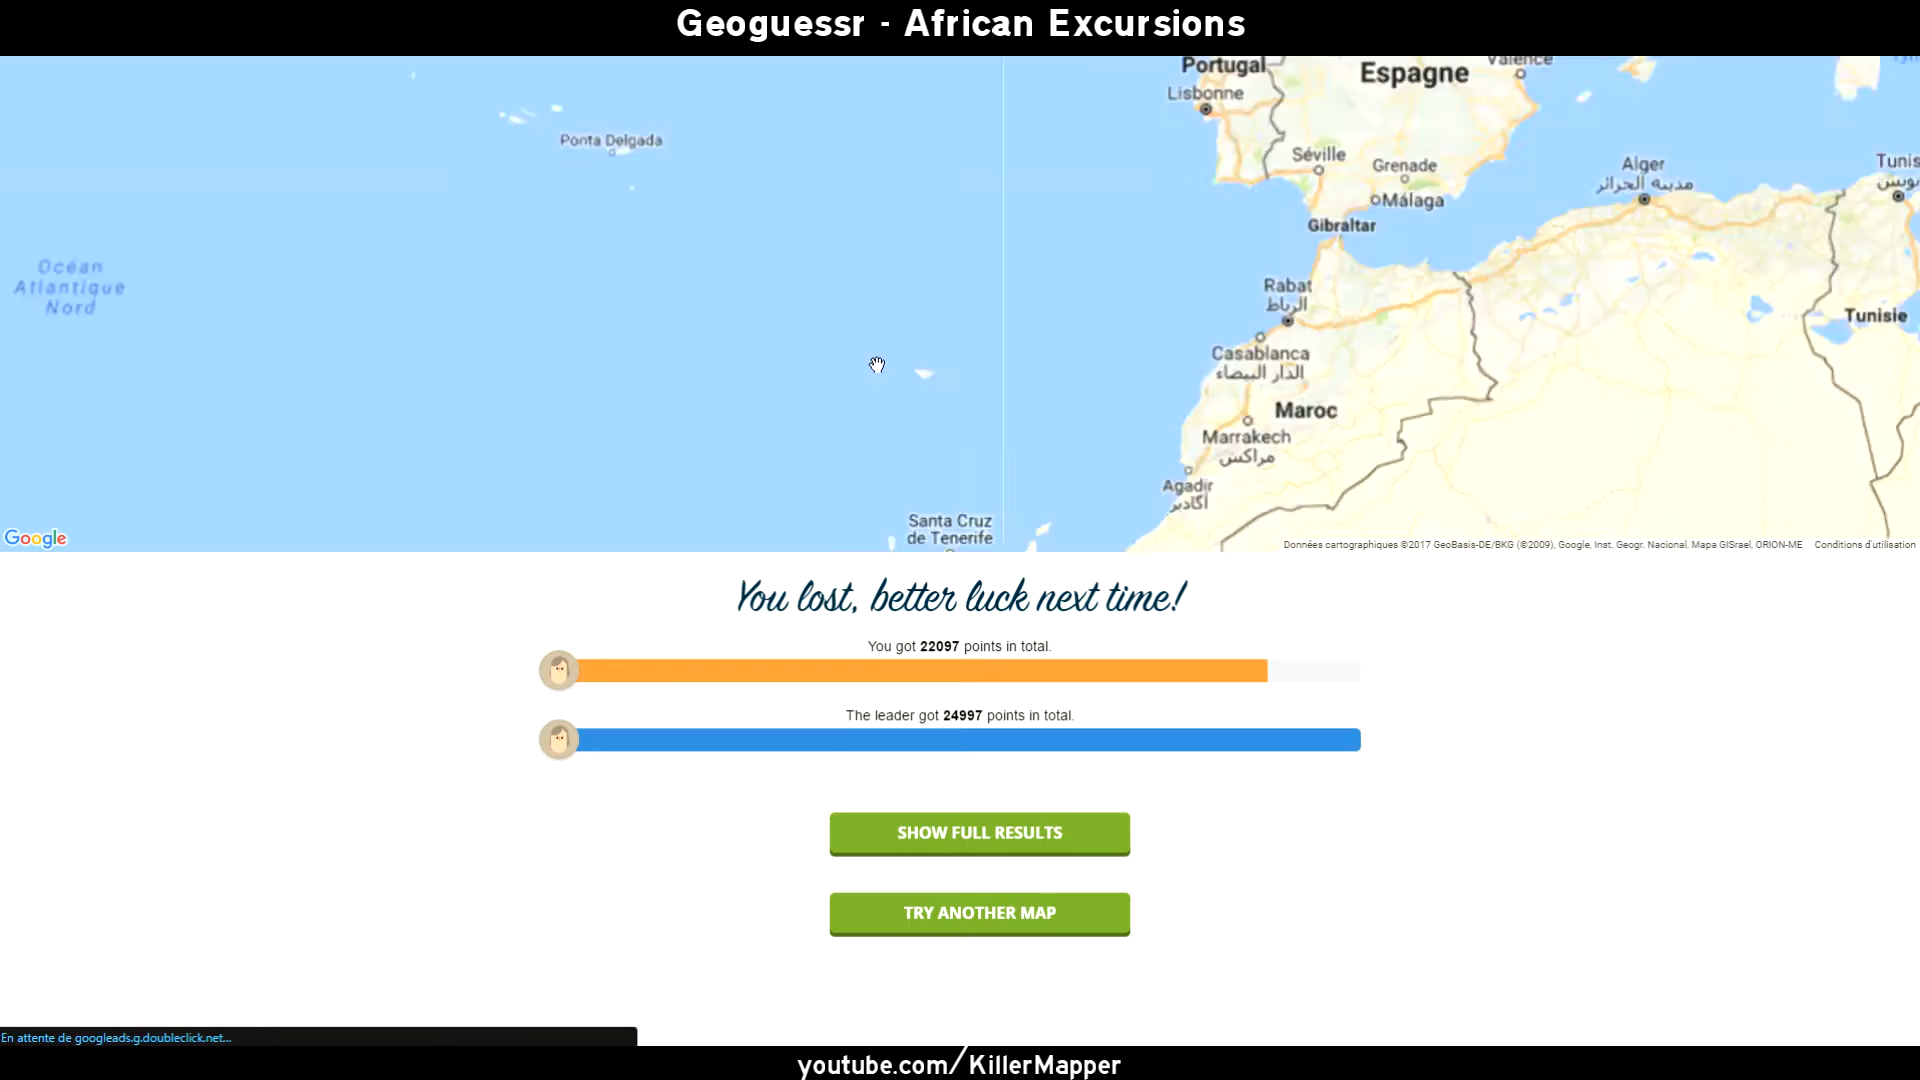 Geoguessr - African Excursions
Portugal
Espagne
Valence
Lisbonne
Ponta Delgada
Séville
Grenade
Alger
مدينة الجزائر
Tunis
تونس
Málaga
Gibraltar
Océan
Atlantique
Nord
Rabat
الرباط
Tunisie
Casablanca
الدار البيضاء
Maroc
Marrakech
مراكش
Agadir
أكادير
Santa Cruz
de Tenerife
Google
Données cartographiques ©2017 GeoBasis-DE/BKG (©2009), Google, Inst. Geogr. Nacional, Mapa GISrael, ORION-ME Conditions d'utilisation
You lost, better luck next time!
You got 22097 points in total.
The leader got 24997 points in total.
SHOW FULL RESULTS
TRY ANOTHER MAP
En attente de googleads.g.doubleclick.net...
youtube.com/KillerMapper